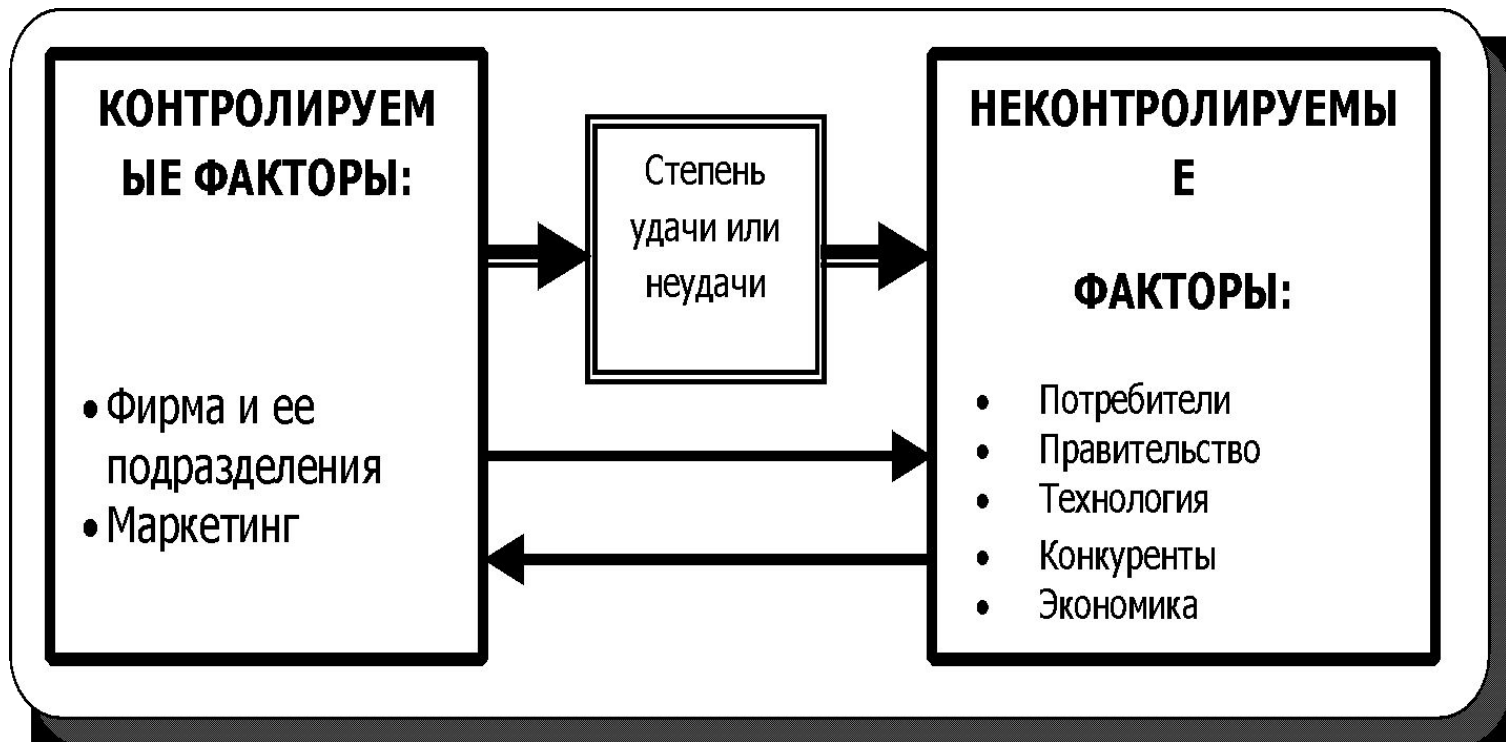 КОНТРОЛИРУЕМ
ЫЕ ФАКТОРЫ:
• Фирма и ее
подразделения
• Маркетинг
Степень
удачи или
неудачи
НЕКОНТРОЛИРУЕМЫ
Е
ФАКТОРЫ:
• Потребители
• Правительство
• Технология
• Конкуренты
• Экономика